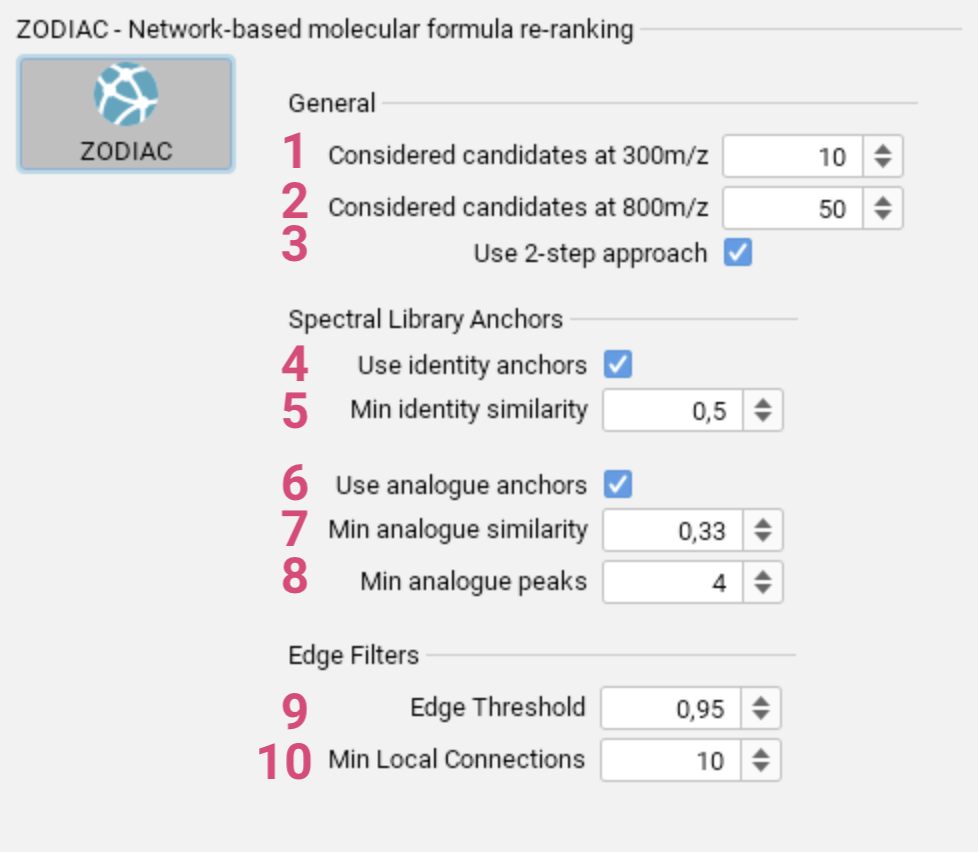 ZODIAC - Network-based molecular formula re-ranking
ZODIAC
General
1 Considered candidates at 300m/z 10
2 Considered candidates at 800m/z 50
3 Use 2-step approach
Spectral Library Anchors
4 Use identity anchors
5 Min identity similarity 0,5
6 Use analogue anchors
7 Min analogue similarity 0,33
8 Min analogue peaks 4
Edge Filters
9 Edge Threshold 0,95
10 Min Local Connections 10